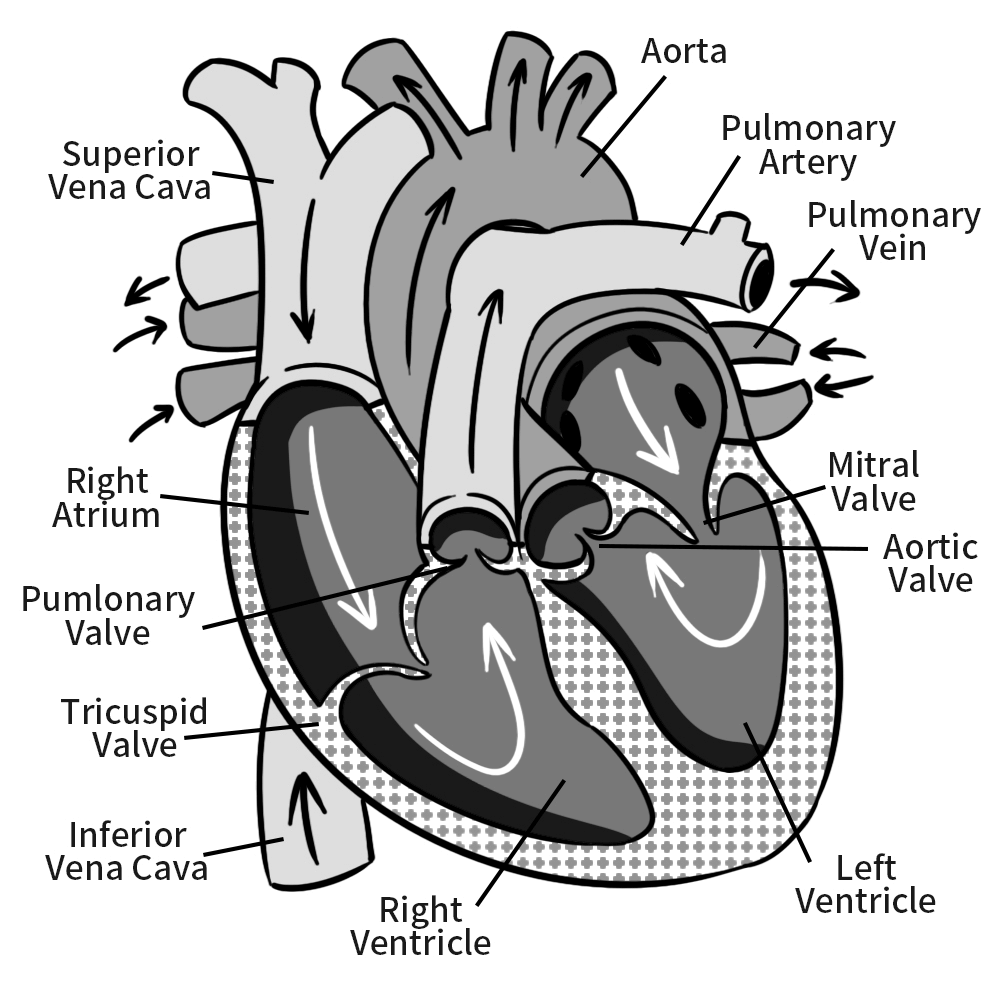 Aorta
Pulmonary
Artery
Superior
Vena Cava
Pulmonary
Vein
Right
Atrium
Mitral
Valve
Aortic
Valve
Pumlonary
Valve
Tricuspid
Valve
Inferior
Vena Cava
Left
Ventricle
Right
Ventricle